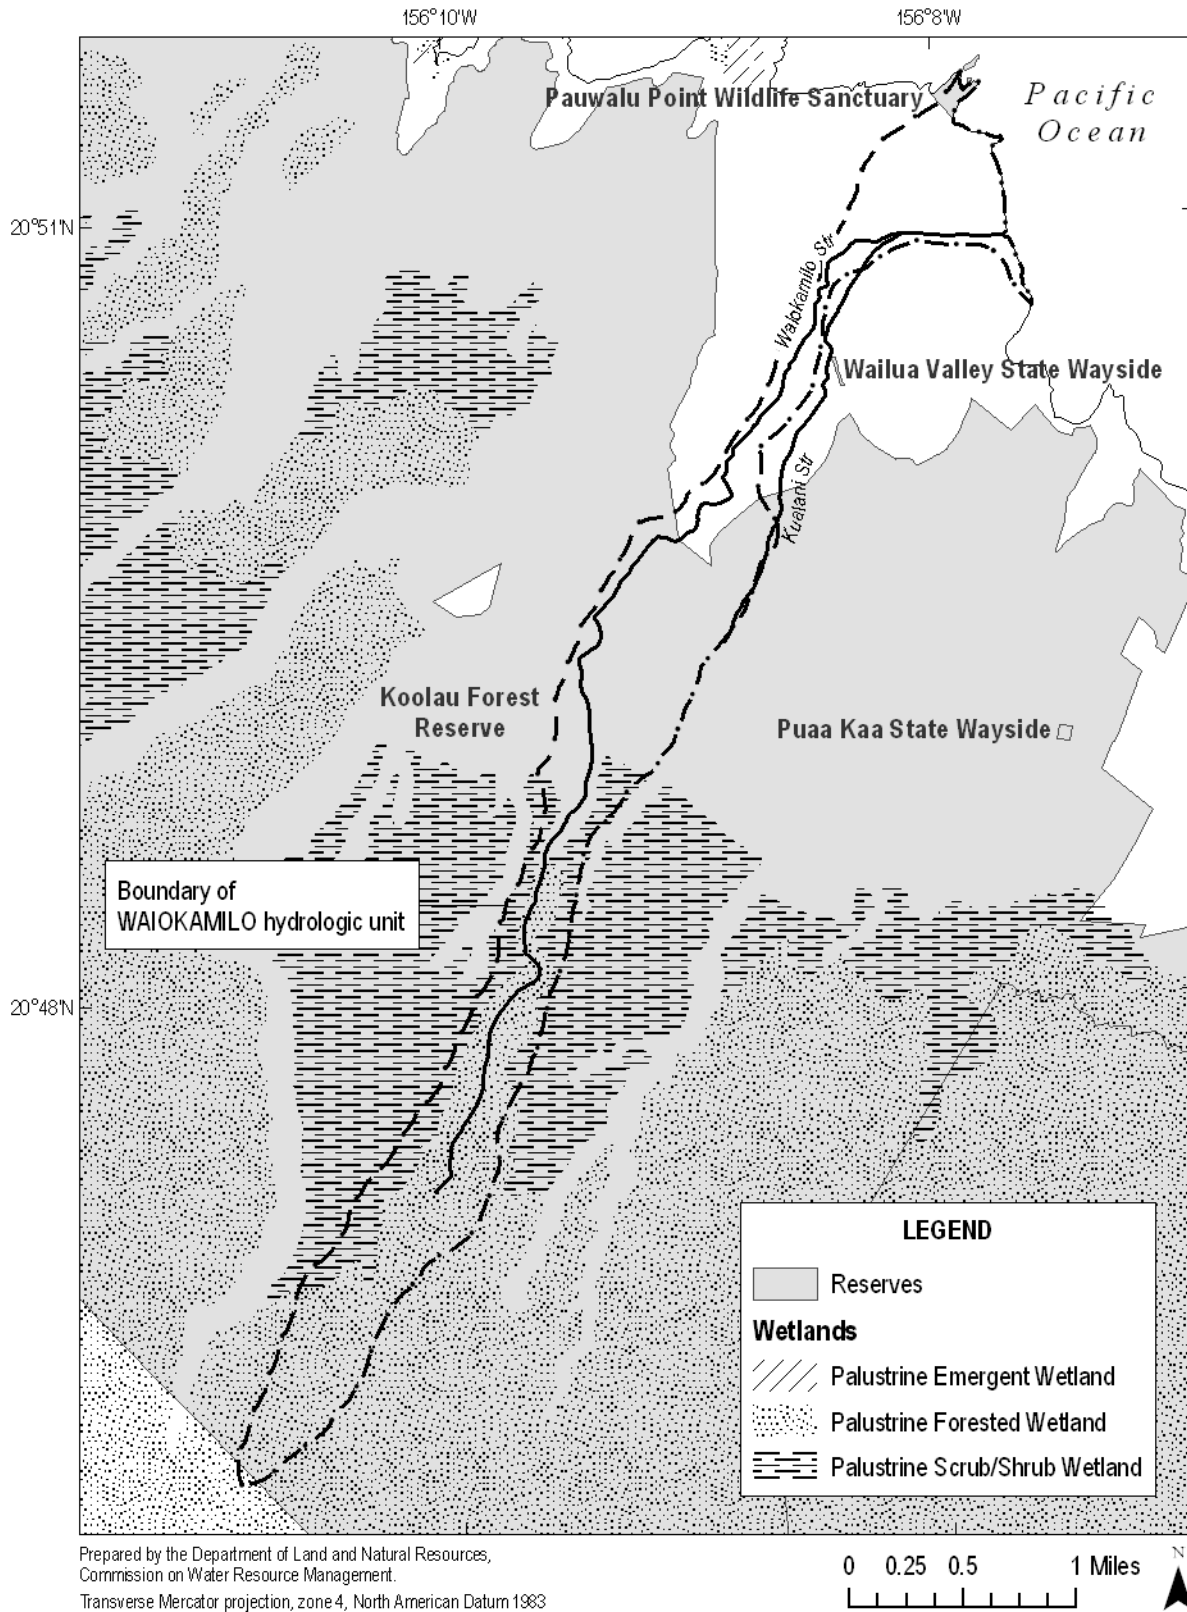 156°10'W
156°8'W
Pauwalu Point Wildlife Sanctuary
Pacific
Ocean
20°51'N
Waiokamilo Str
Wailua Valley State Wayside
Kualani Str
Koolau Forest
Reserve
Puaa Kaa State Wayside
Boundary of
WAIOKAMILO hydrologic unit
20°48'N
LEGEND
Reserves
Wetlands
Palustrine Emergent Wetland
Palustrine Forested Wetland
Palustrine Scrub/Shrub Wetland
Prepared by the Department of Land and Natural Resources,
Commission on Water Resource Management.
Transverse Mercator projection, zone 4, North American Datum 1983
0 0.25 0.5 1 Miles
N